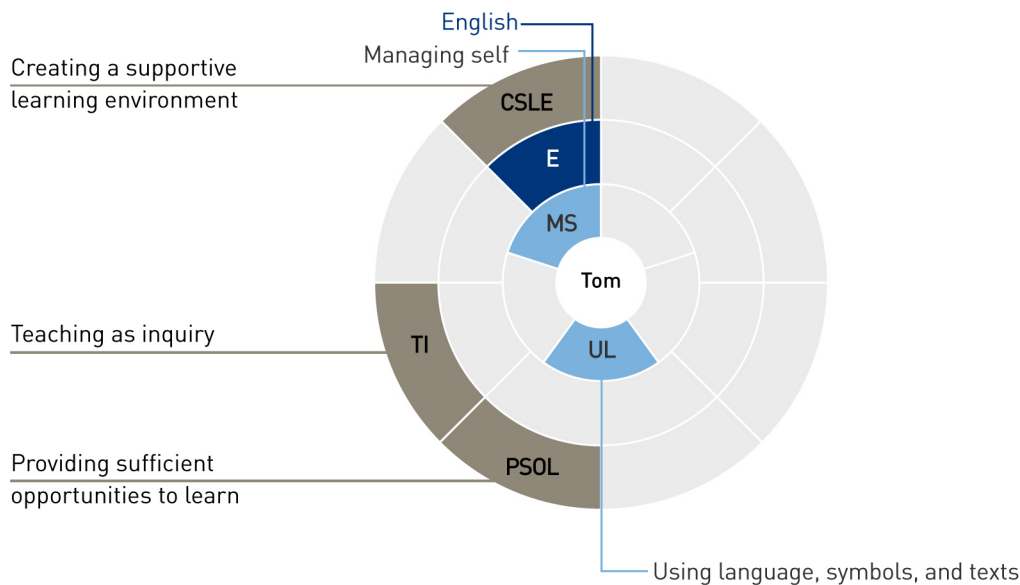 English
Managing self
Creating a supportive
learning environment
CSLE
E
MS
Tom
Teaching as inquiry
TI
UL
Providing sufficient
opportunities to learn
PSOL
Using language, symbols, and texts